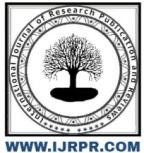 International Journal of Research Publication and Reviews
WWW.IJRPR.COM